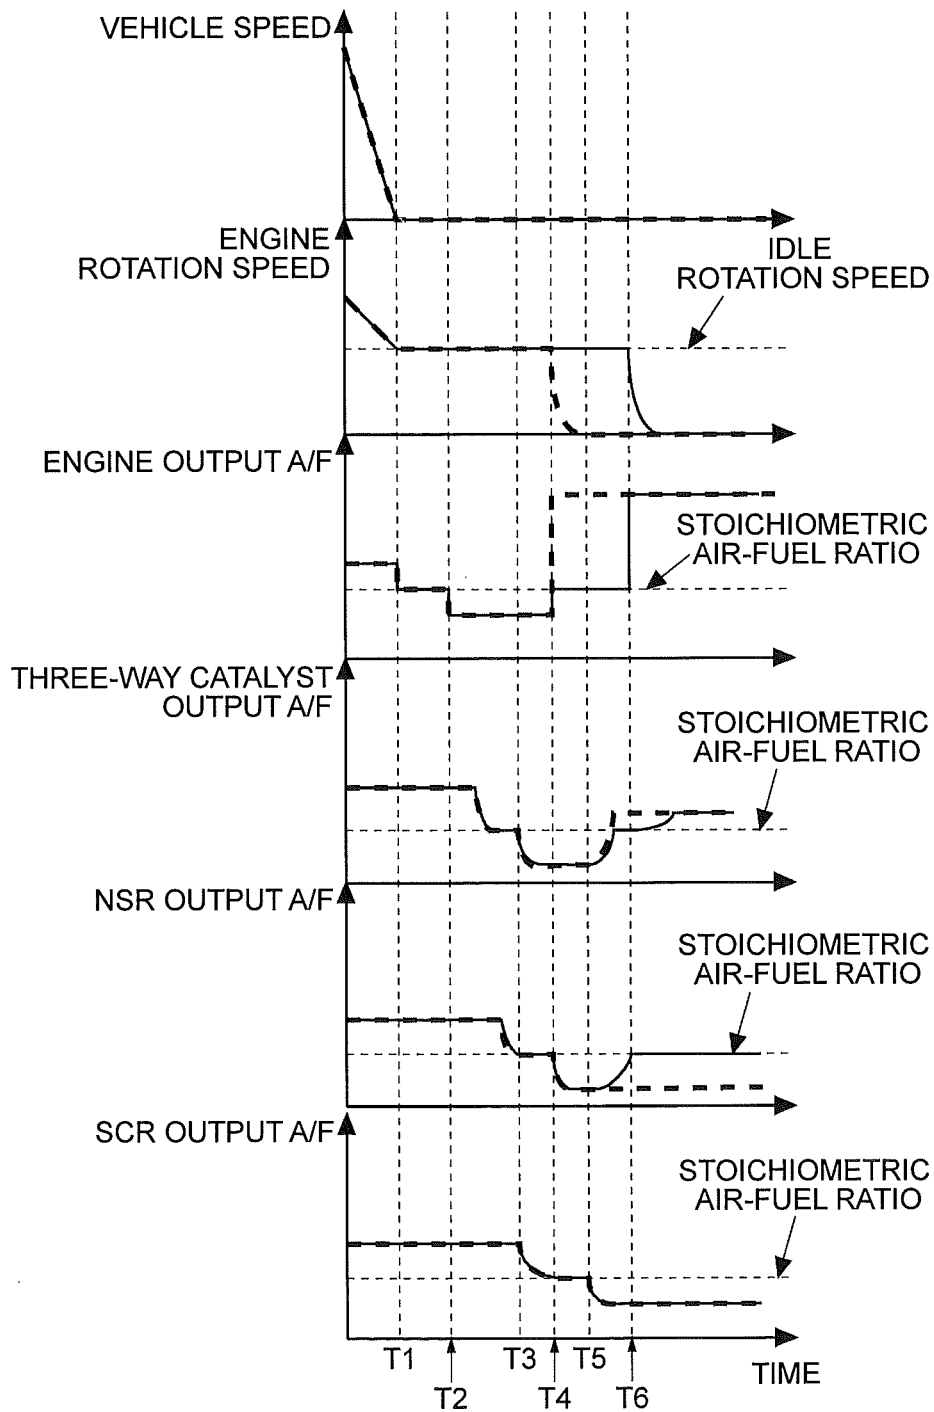 VEHICLE SPEED
ENGINE
ROTATION SPEED
IDLE
ROTATION SPEED
ENGINE OUTPUT A/F
STOICHIOMETRIC
AIR-FUEL RATIO
THREE-WAY CATALYST
OUTPUT A/F
STOICHIOMETRIC
AIR-FUEL RATIO
NSR OUTPUT A/F
STOICHIOMETRIC
AIR-FUEL RATIO
SCR OUTPUT A/F
STOICHIOMETRIC
AIR-FUEL RATIO
T1 T3 T5 TIME
T2 T4 T6